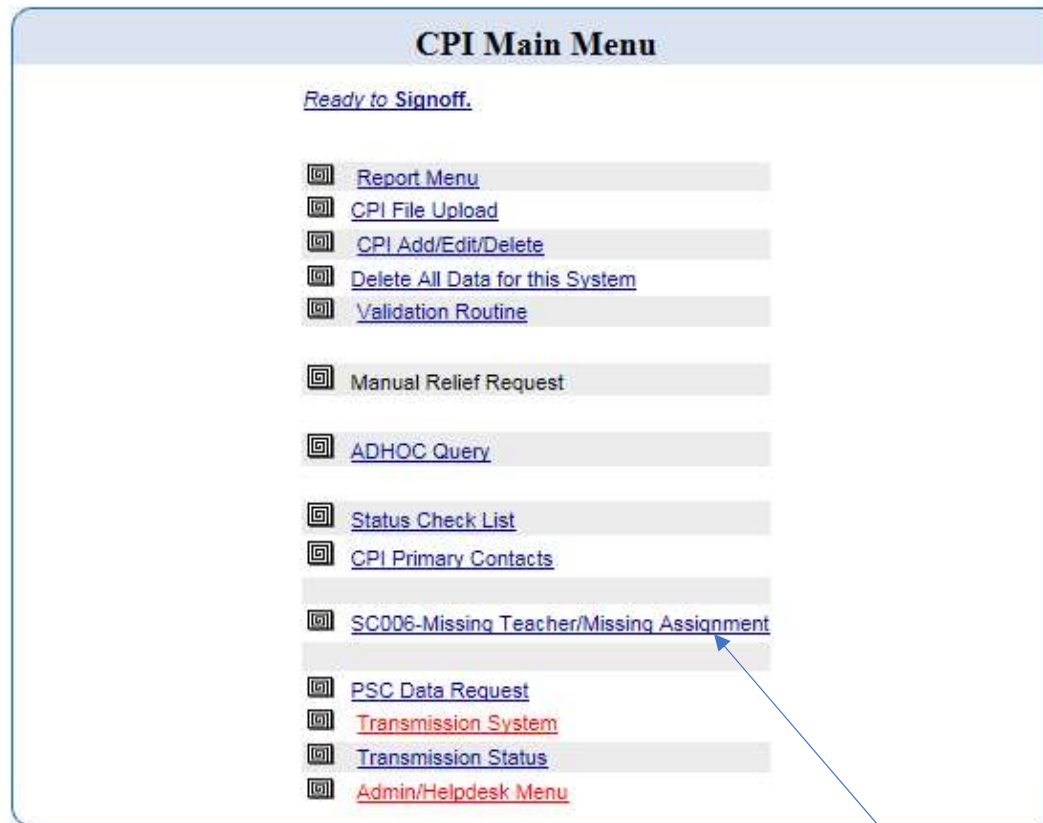 CPI Main Menu
Ready to Signoff.
Report Menu
CPI File Upload
CPI Add/Edit/Delete
Delete All Data for this System
Validation Routine
Manual Relief Request
ADHOC Query
Status Check List
CPI Primary Contacts
SC006-Missing Teacher/Missing Assignment
PSC Data Request
Transmission System
Transmission Status
Admin/Helpdesk Menu